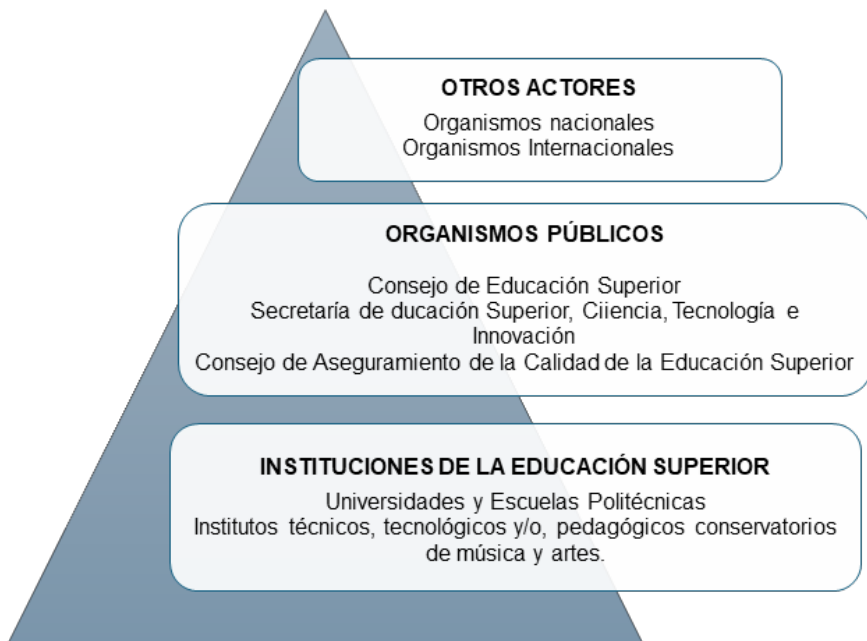 OTROS ACTORES
Organismos nacionales
Organismos Internacionales
ORGANISMOS PÚBLICOS
Consejo de Educación Superior
Secretaría de ducación Superior, Ciiencia, Tecnología e
Innovación
Consejo de Aseguramiento de la Calidad de la Educación Superior
INSTITUCIONES DE LA EDUCACIÓN SUPERIOR
Universidades y Escuelas Politécnicas
Institutos técnicos, tecnológicos y/o, pedagógicos conservatorios
de música y artes.